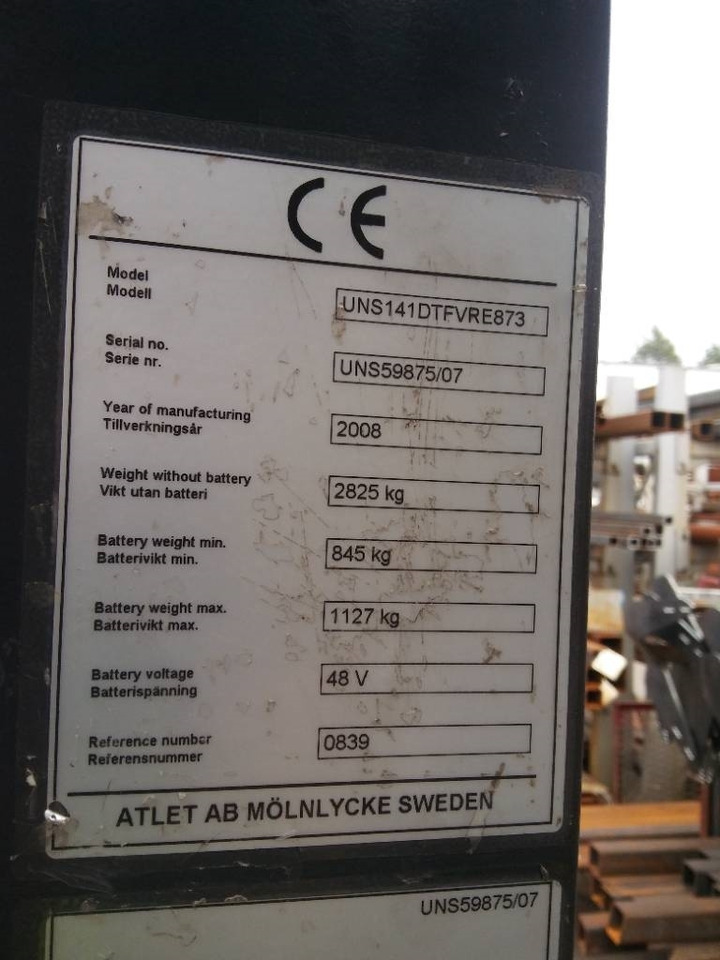 CE
Model
Modell
UNS141DTFVRE873
Serial no.
Serie nr.
UNS59875/07
Year of manufacturing
Tillverkningsår
2008
Weight without battery
Vikt utan batteri
2825 kg
Battery weight min.
Batterivikt min.
845 kg
Battery weight max.
Batterivikt max.
1127 kg
Battery voltage
Batterispänning
48 V
Reference number
Referensnummer
0839
ATLET AB MÖLNLYCKE SWEDEN
UNS59875/07